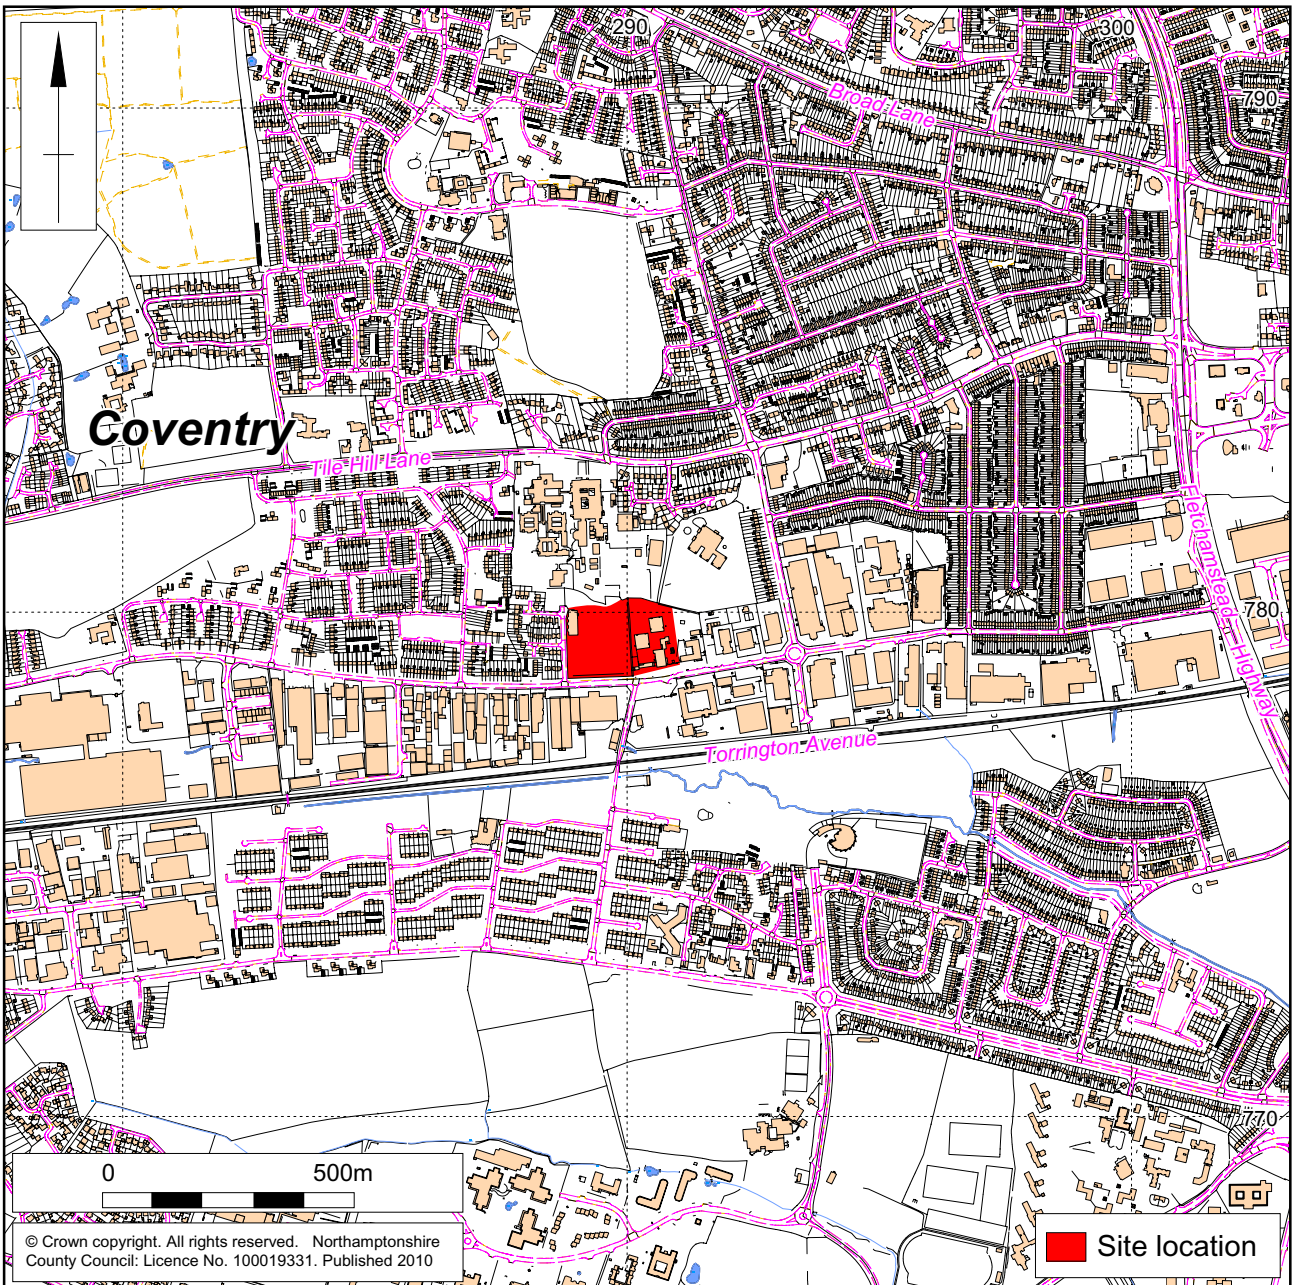 290
300
Broad Lane
790
Coventry
Tile Hill Lane
Fletchamstead Highway
780
Torrington Avenue
770
0 500m
© Crown copyright. All rights reserved. Northamptonshire
County Council: Licence No. 100019331. Published 2010
Site location